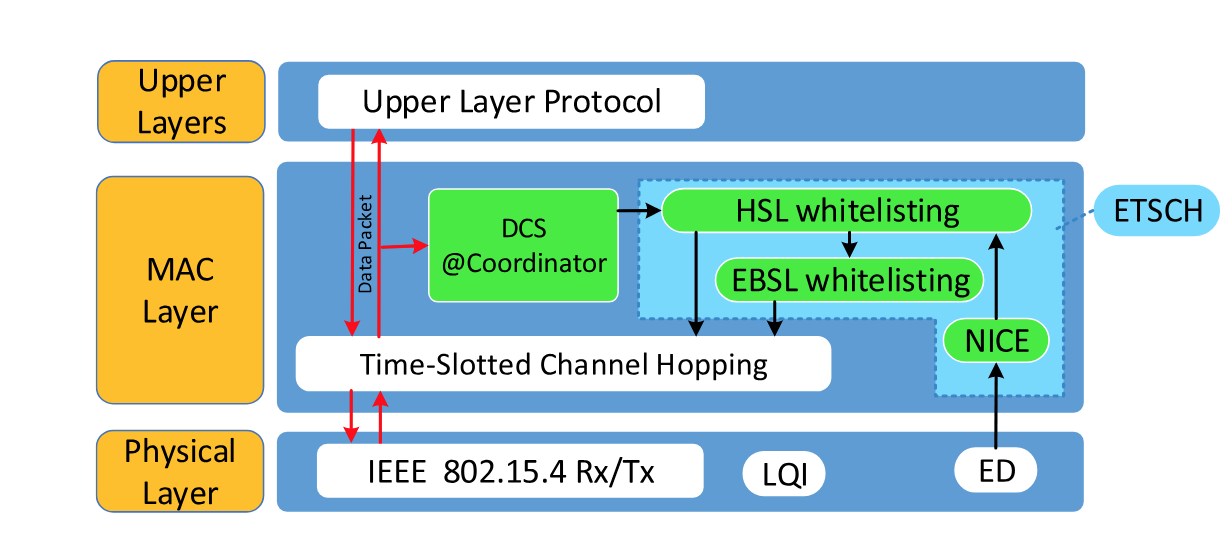 Upper
Layers
Upper Layer Protocol
MAC
Layer
Data Packet
DCS
@Coordinator
HSL whitelisting
EBSL whitelisting
NICE
ETSCH
Time-Slotted Channel Hopping
Physical
Layer
IEEE 802.15.4 Rx/Tx
LQI
ED